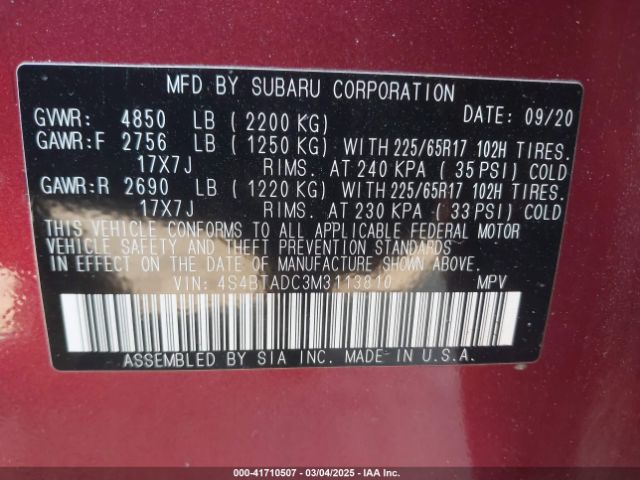 MFD BY SUBARU CORPORATION
GVWR: 4850 LB (2200 KG) DATE: 09/20
GAWR:F 2756 LB (1250 KG) WITH 225/65R17 102H TIRES.
17X7J RIMS. AT 240 KPA (35 PSI) COLD
GAWR:R 2690 LB (1220 KG) WITH 225/65R17 102H TIRES.
17X7J RIMS. AT 230 KPA (33 PSI) COLD
THIS VEHICLE CONFORMS TO ALL APPLICABLE FEDERAL MOTOR
VEHICLE SAFETY AND THEFT PREVENTION STANDARDS
IN EFFECT ON THE DATE OF MANUFACTURE SHOWN ABOVE.
VIN: 4S4BTADC3M3113810 MPV
ASSEMBLED BY SIA INC. MADE IN U.S.A.
000-41710507 - 03/04/2025 - IAA Inc.